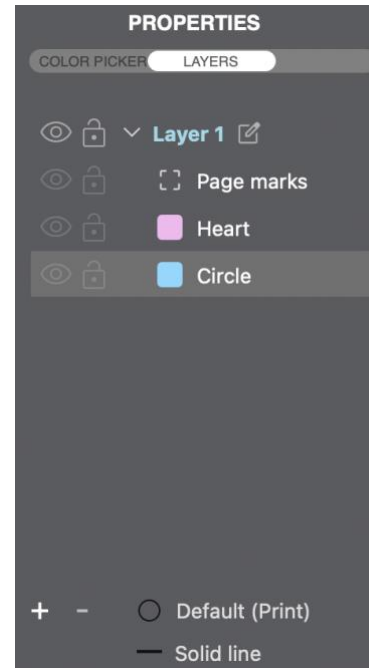 PROPERTIES
COLOR PICKER LAYERS
Layer 1
Page marks
Heart
Circle
+ - Default (Print)
Solid line